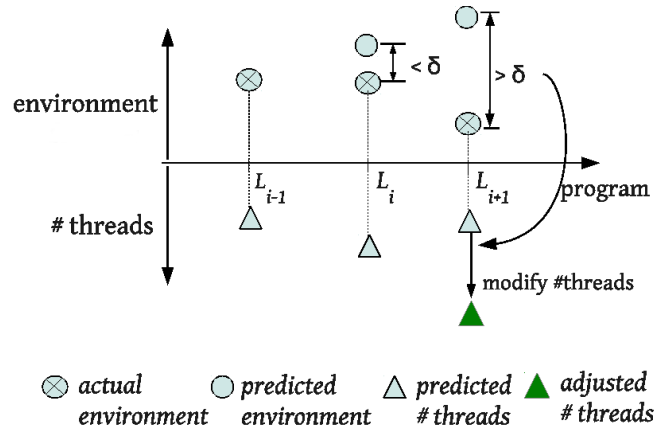 < δ
> δ
environment
L i-1
L i
L i+1
program
# threads
modify #threads
actual environment
predicted environment
predicted # threads
adjusted # threads